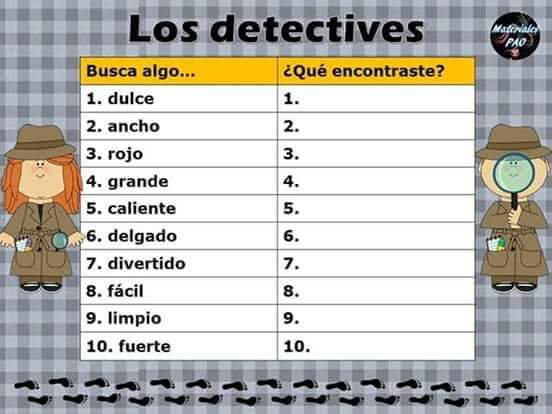 Los detectives
Materiales
PAO
Busca algo... ¿Qué encontraste?
1. dulce 1.
2. ancho 2.
3. rojo 3.
4. grande 4.
5. caliente 5.
6. delgado 6.
7. divertido 7.
8. fácil 8.
9. limpio 9.
10. fuerte 10.